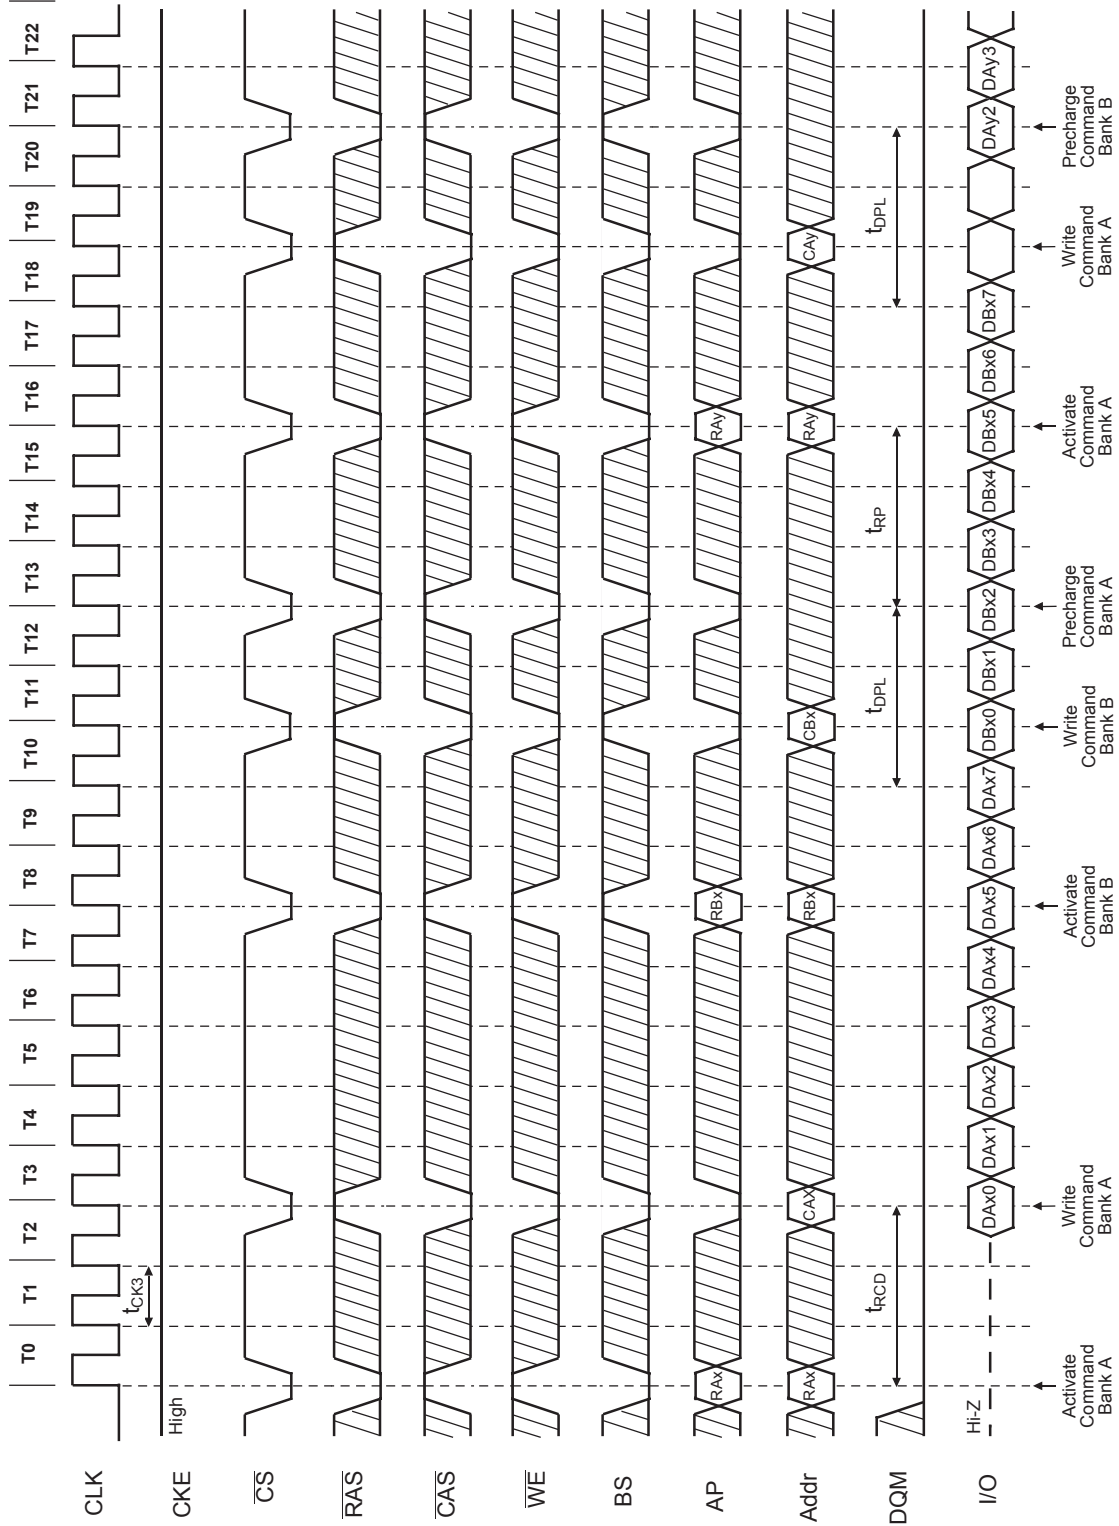 T0 T1 T2 T3 T4 T5 T6 T7 T8 T9 T10 T11 T12 T13 T14 T15 T16 T17 T18 T19 T20 T21 T22
CLK
tCK3
CKE
High
CS
RAS
CAS
WE
BS
AP
RAx RBx RAy
Addr
RAx CAX RBx CBx RAy CAy
DQM
tRCD tDPL tRP tDPL
I/O
Hi-Z
DAx0 DAx1 DAx2 DAx3 DAx4 DAx5 DAx6 DAx7 DBx0 DBx1 DBx2 DBx3 DBx4 DBx5 DBx6 DBx7 DAy2 DAy3
Activate
Command
Bank A
Write
Command
Bank A
Activate
Command
Bank B
Write
Command
Bank B
Precharge
Command
Bank A
Activate
Command
Bank A
Write
Command
Bank A
Precharge
Command
Bank B